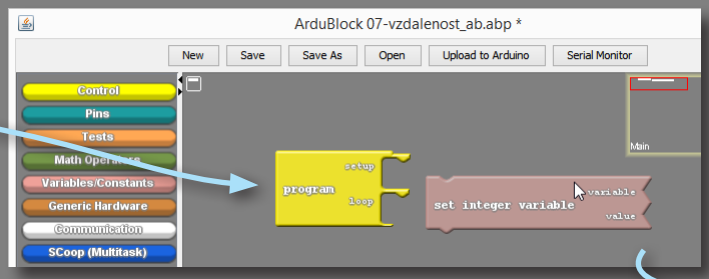 ArduBlock 07-vzdalenost_ab.abp *
New Save Save As Open Upload to Arduino Serial Monitor
Control
Pins
Tests
Math Operators
Variables/Constants
Generic Hardware
Communication
SCoop (Multitask)
program
setup
loop
set integer variable
variable
value
Main